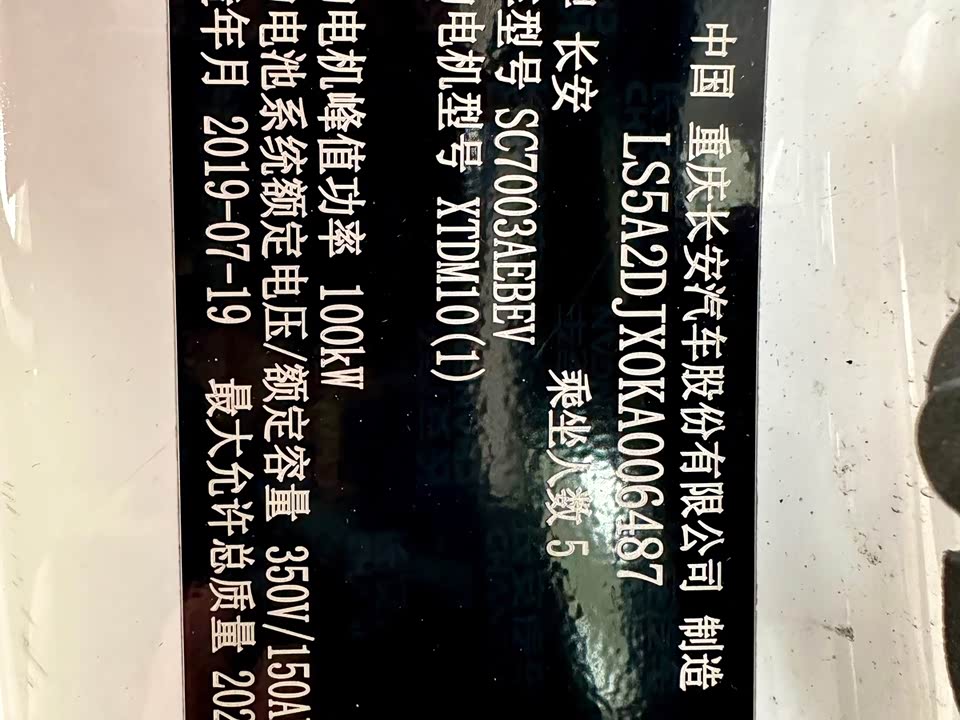 中国 重庆长安汽车股份有限公司 制造
LS5A2DJX0KA006487
长安 乘坐人数 5
型号 SC7003AEBEV
电机型号 XTDM10(1)
电机峰值功率 100kW
电池系统额定电压/额定容量 350V/150A
年月 2019-07-19 最大允许总质量 202